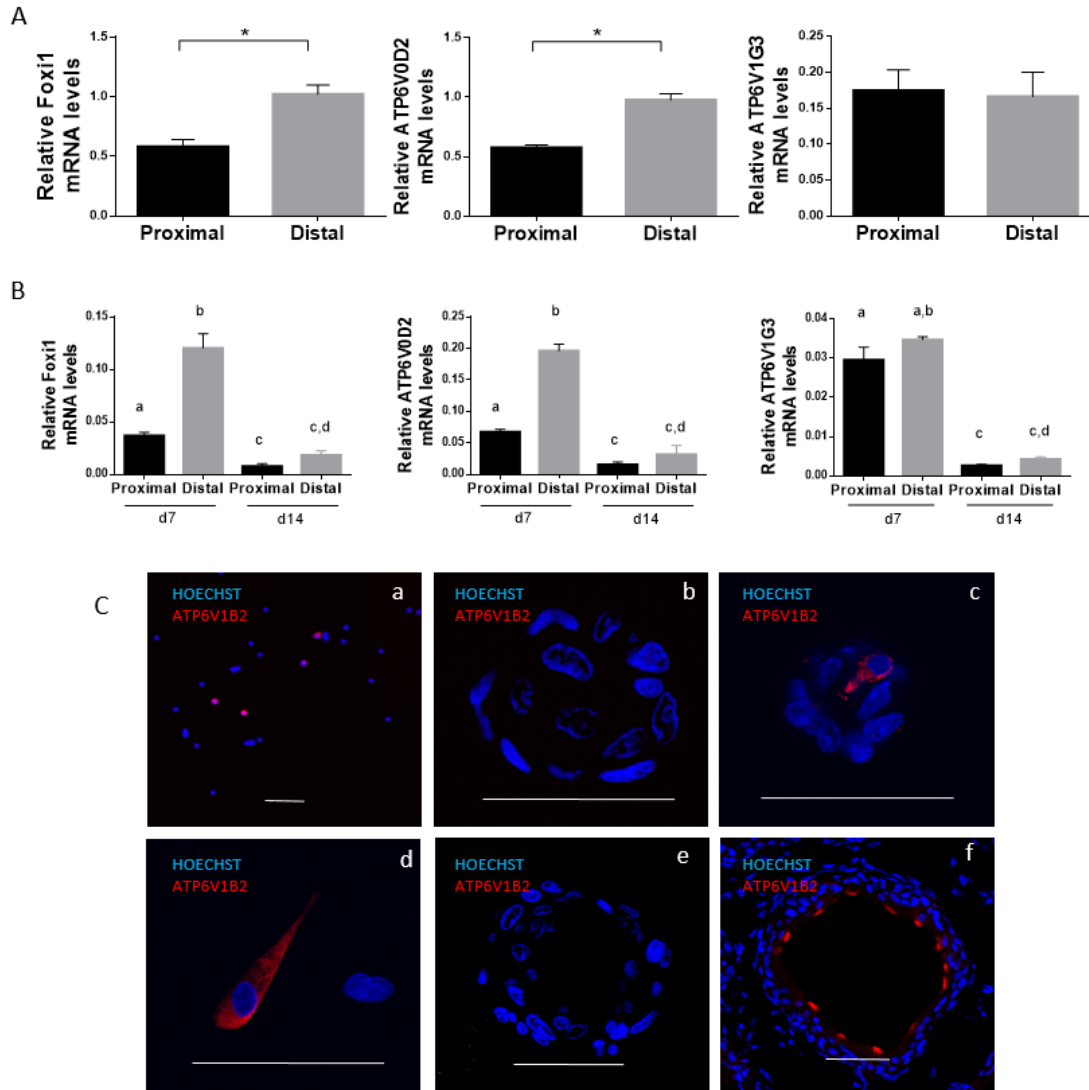 A
Relative Foxi1
mRNA levels
1.5
1.0
0.5
0.0
*
Proximal
Distal
Relative ATP6V0D2
mRNA levels
1.5
1.0
0.5
0.0
*
Proximal
Distal
Relative ATP6V1G3
mRNA levels
0.25
0.20
0.15
0.10
0.05
0.00
Proximal
Distal
B
Relative Foxi1
mRNA levels
0.15
0.10
0.05
0.00
a
b
c
c,d
Proximal Distal Proximal Distal
d7
d14
Relative ATP6V0D2
mRNA levels
0.25
0.20
0.15
0.10
0.05
0.00
a
b
c
c,d
Proximal Distal Proximal Distal
d7
d14
Relative ATP6V1G3
mRNA levels
0.04
0.03
0.02
0.01
0.00
a
a,b
c
c,d
Proximal Distal Proximal Distal
d7
d14
C
HOECHST
ATP6V1B2
a
HOECHST
ATP6V1B2
b
HOECHST
ATP6V1B2
c
HOECHST
ATP6V1B2
d
HOECHST
ATP6V1B2
e
HOECHST
ATP6V1B2
f